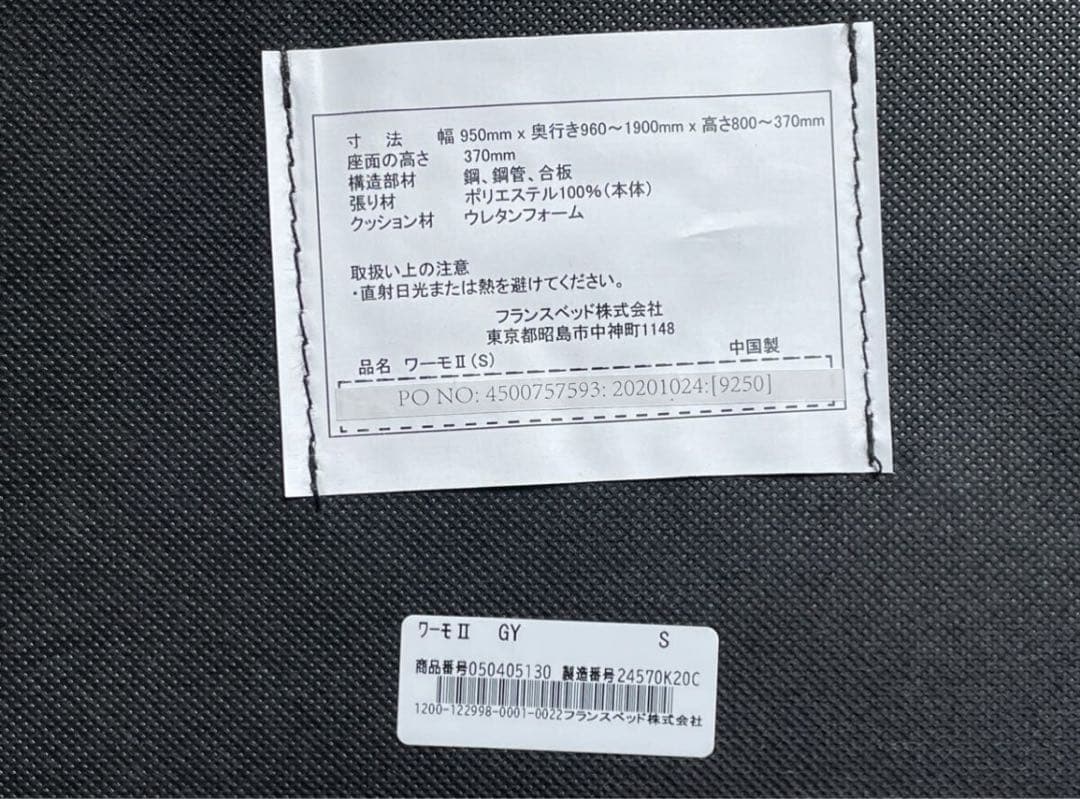 寸　法　幅 950mm x 奥行き960～1900mm x 高さ800～370mm
座面の高さ　370mm
構造部材　鋼、鋼管、合板
張り材　ポリエステル100%(本体)
クッション材　ウレタンフォーム
取扱い上の注意
・直射日光または熱を避けてください。
フランスベッド株式会社
東京都昭島市中神町1148
品名　ワーモⅡ(S)　中国製
PO NO: 4500757593: 20201024:[9250]
ワーモⅡ　GY　S
商品番号050405130　製造番号24570K20C
1200-122998-0001-0022フランスベッド株式会社